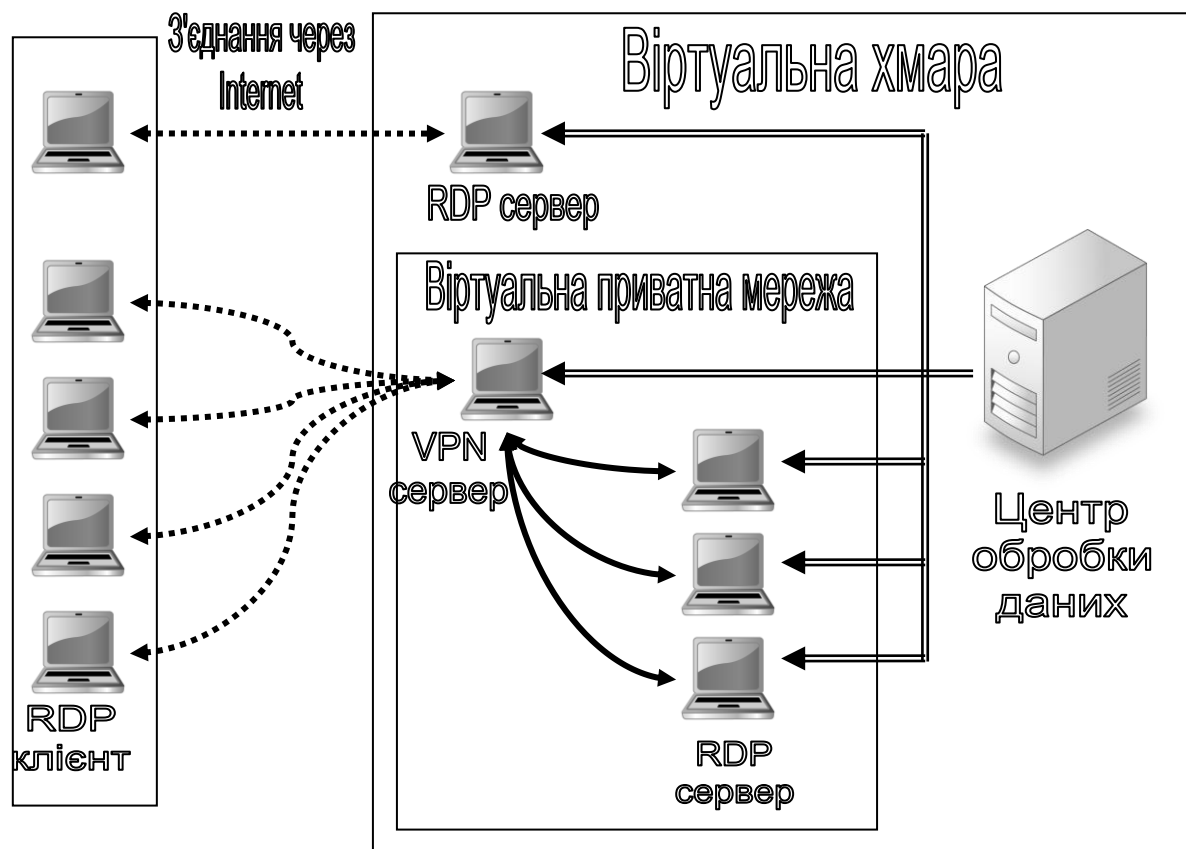 З'єднання через
Internet
Віртуальна хмара
RDP сервер
Віртуальна приватна мережа
VPN
сервер
Центр
обробки
даних
RDP
клієнт
RDP
сервер